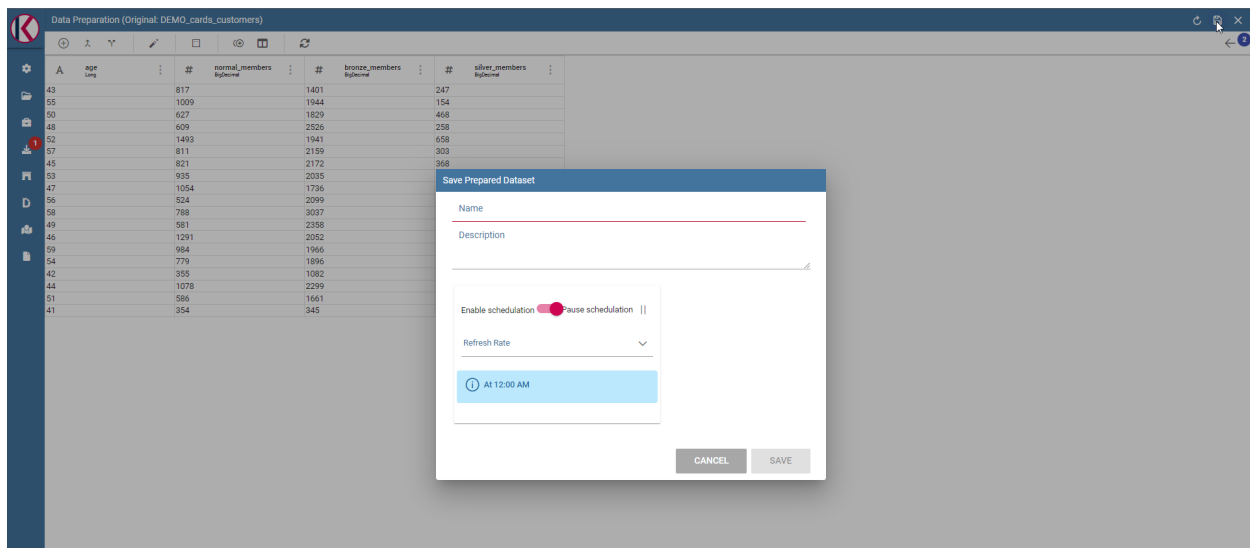 Data Preparation (Original: DEMO_cards_customers)
2
A age Long # normal_members BigDecimal # bronze_members BigDecimal # silver_members BigDecimal
43 817 1401 247
55 1009 1944 154
50 627 1829 468
48 609 2526 258
52 1493 1941 658
1
57 811 2159 303
45 821 2172 368
53 935 2035
47 1054 1736
56 524 2099
58 788 3037
49 581 2358
46 1291 2052
59 984 1966
54 779 1896
42 355 1082
44 1078 2299
51 586 1661
41 354 345
Save Prepared Dataset
Name
Description
Enable schedulation Pause schedulation
Refresh Rate
At 12:00 AM
CANCEL SAVE